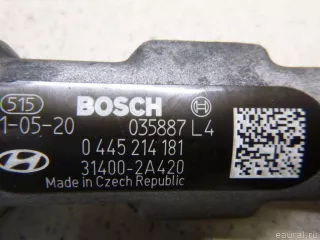 515 BOSCH
1-05-20 035887 L4
0 445 214 181
31400-2A420
Made in Czech Republic
eaural.ru